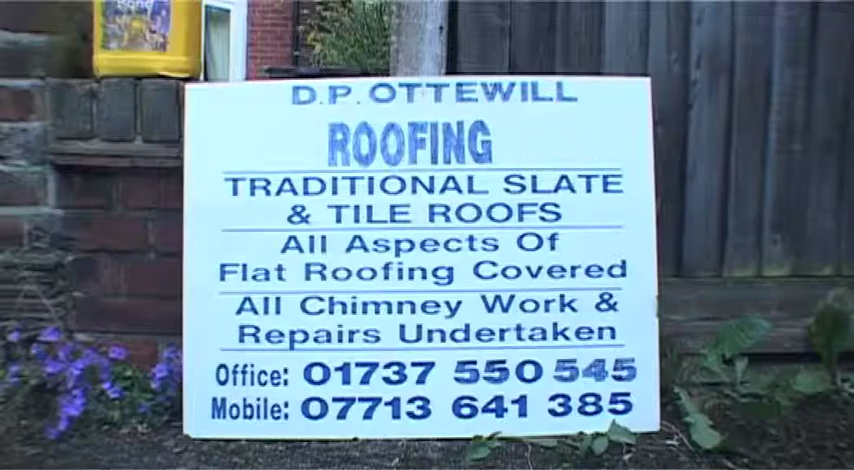 D.P. OTTEWILL
ROOFING
TRADITIONAL SLATE
& TILE ROOFS
All Aspects Of
Flat Roofing Covered
All Chimney Work &
Repairs Undertaken
Office: 01737 550 545
Mobile: 07713 641 385